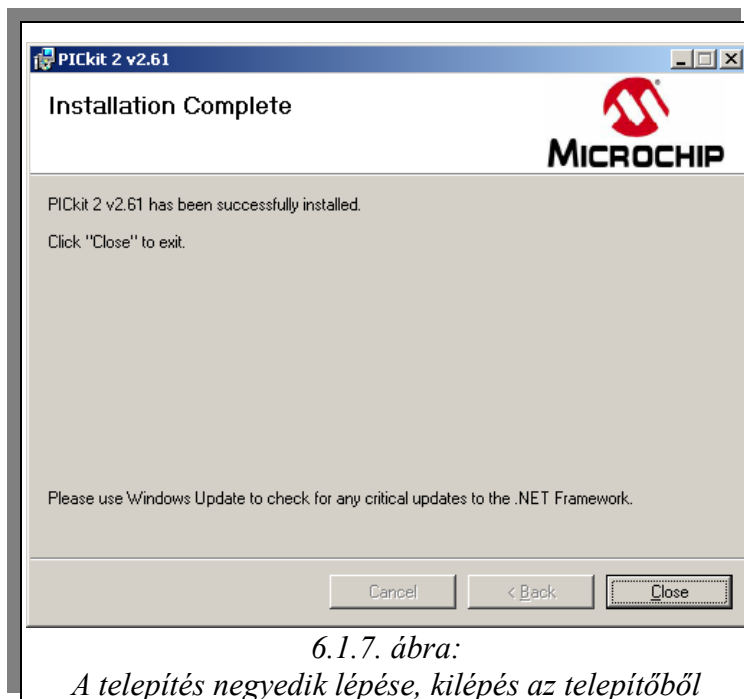 PICkit 2 v2.61
Installation Complete
MICROCHIP
PICkit 2 v2.61 has been successfully installed.
Click "Close" to exit.
Please use Windows Update to check for any critical updates to the .NET Framework.
Cancel
< Back
Close
6.1.7. ábra:
A telepítés negyedik lépése, kilépés az telepítőből